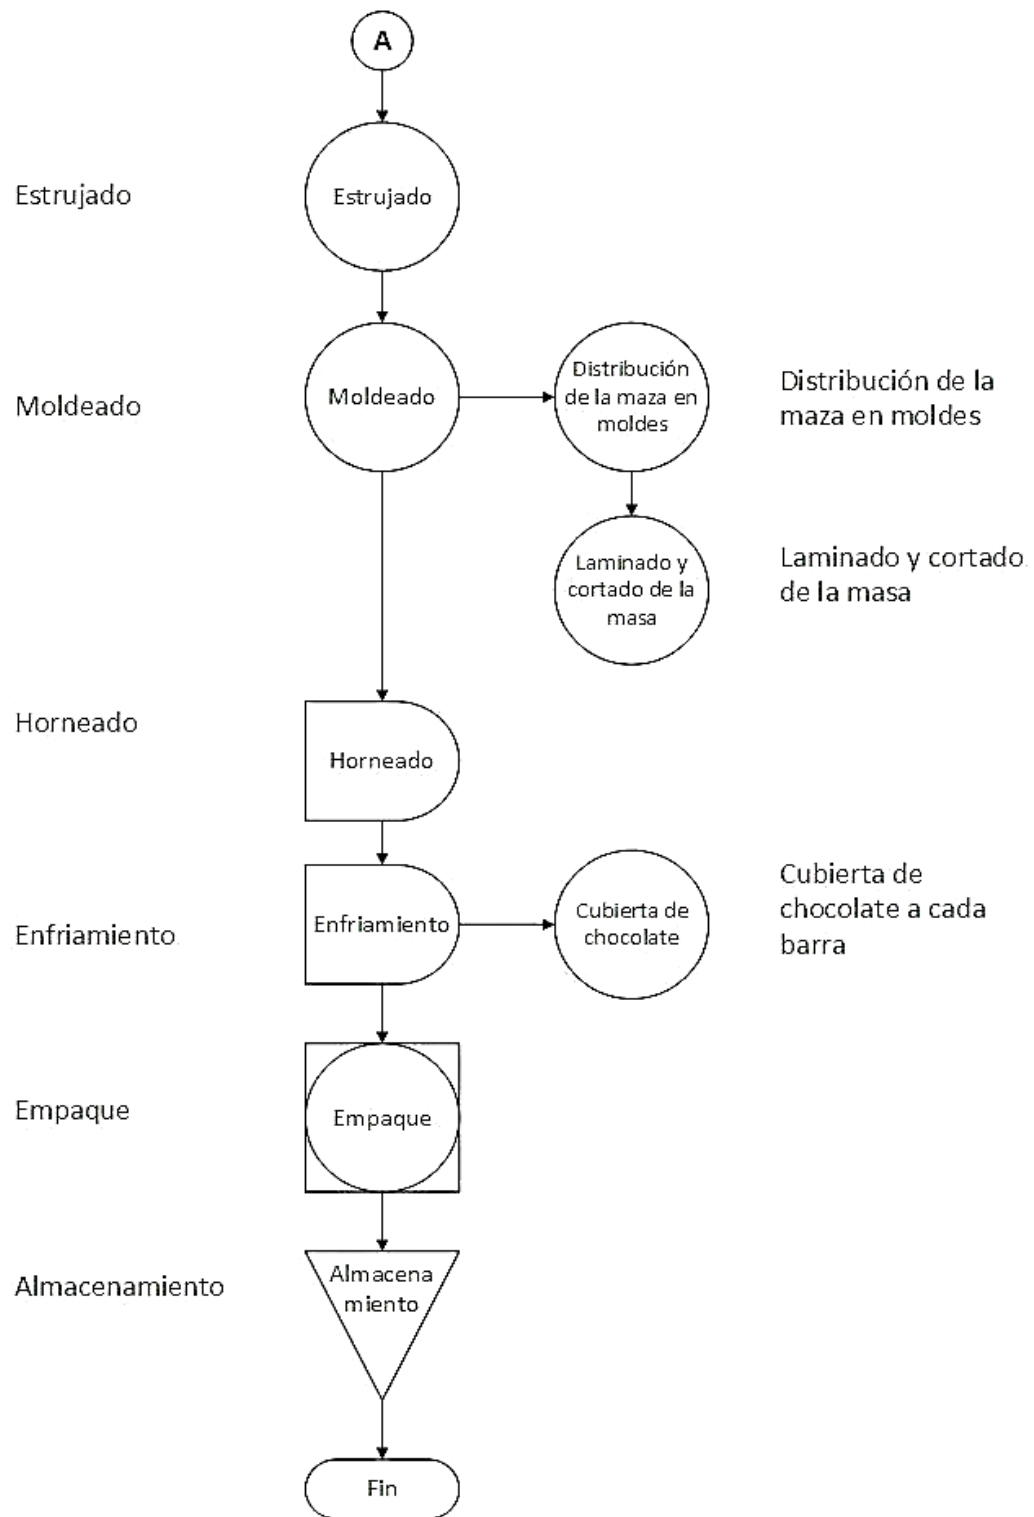 A
Estrujado
Estrujado
Moldeado
Moldeado
Distribución
de la maza en
moldes
Distribución de la
maza en moldes
Laminado y
cortado de la
masa
Laminado y cortado
de la masa
Horneado
Horneado
Enfriamiento
Enfriamiento
Cubierta de
chocolate
Cubierta de
chocolate a cada
barra
Empaque
Empaque
Almacenamiento
Almacena
miento
Fin